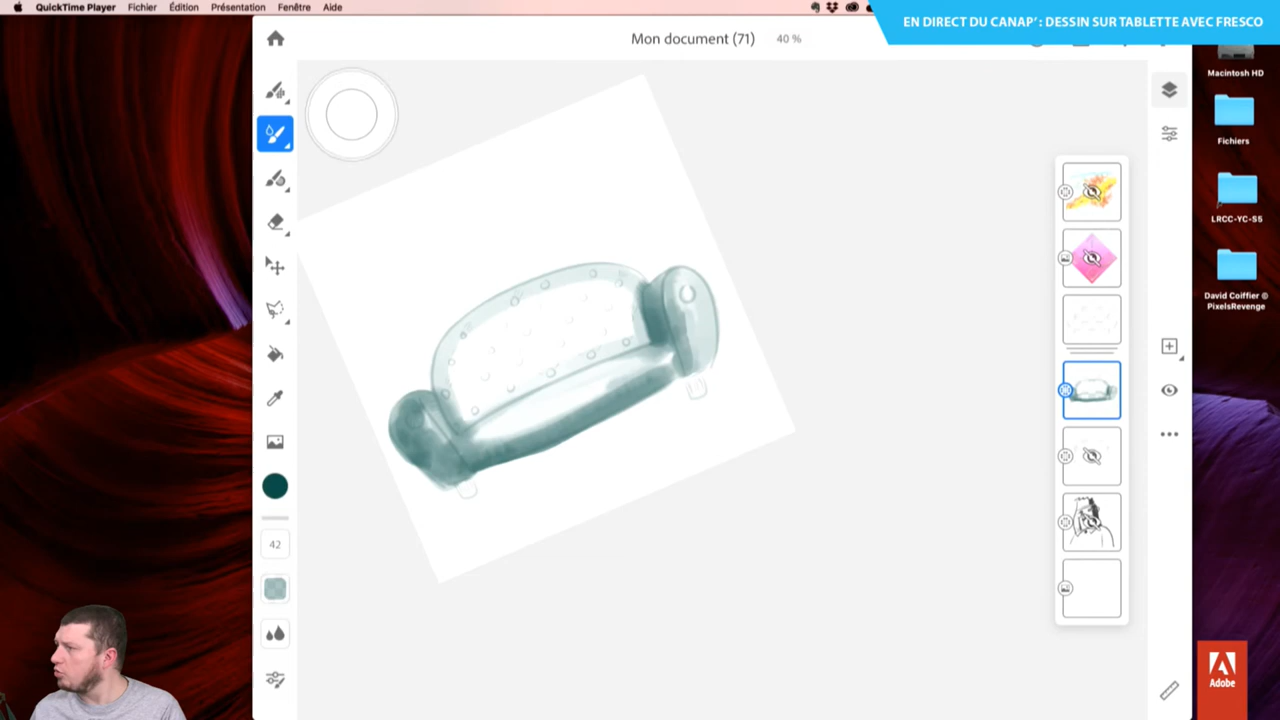 QuickTime Player Fichier Édition Présentation Fenêtre Aide
EN DIRECT DU CANAP' : DESSIN SUR TABLETTE AVEC FRESCO
Mon document (71) 40 %
Macintosh HD
Fichiers
LRCC-YC-S5
David Coiffier ©
PixelsRevenge
42
Adobe